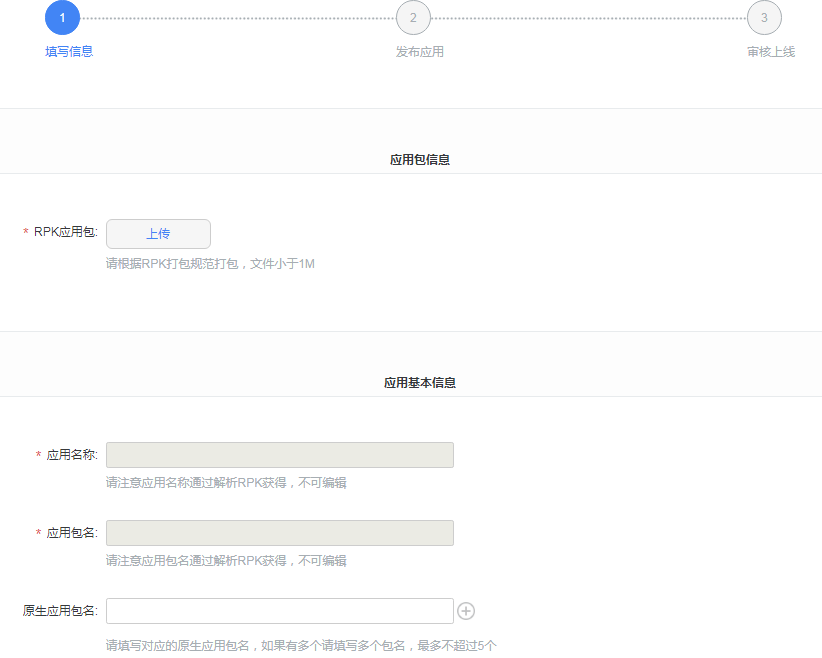 1 2 3
填写信息 发布应用 审核上线
应用包信息
* RPK应用包: 上传
请根据RPK打包规范打包，文件小于1M
应用基本信息
* 应用名称:
请注意应用名称通过解析RPK获得，不可编辑
* 应用包名:
请注意应用包名通过解析RPK获得，不可编辑
原生应用包名:
请填写对应的原生应用包名，如果有多个请填写多个包名，最多不超过5个